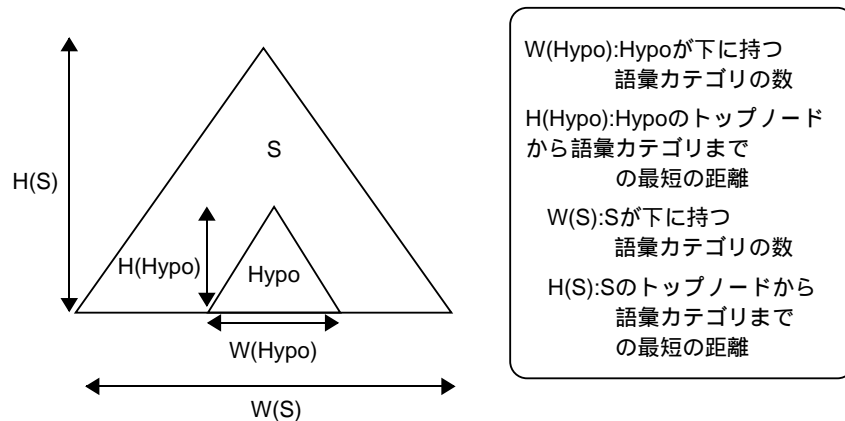 S
H(S)
H(Hypo)
Hypo
W(Hypo)
W(S)
W(Hypo):Hypoが下に持つ
語彙カテゴリの数
H(Hypo):Hypoのトップノード
から語彙カテゴリまで
の最短の距離
W(S):Sが下に持つ
語彙カテゴリの数
H(S):Sのトップノードから
語彙カテゴリまで
の最短の距離